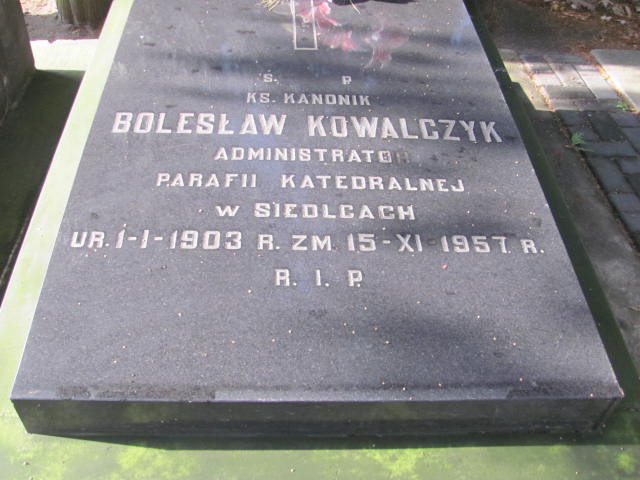 Ś. P.
KS. KANONIK
BOLESŁAW KOWALCZYK
ADMINISTRATOR
PARAFII KATEDRALNEJ
W SIEDLCACH
UR. 1-1-1903 R. ZM. 15-XI-1957 R.
R. I. P.